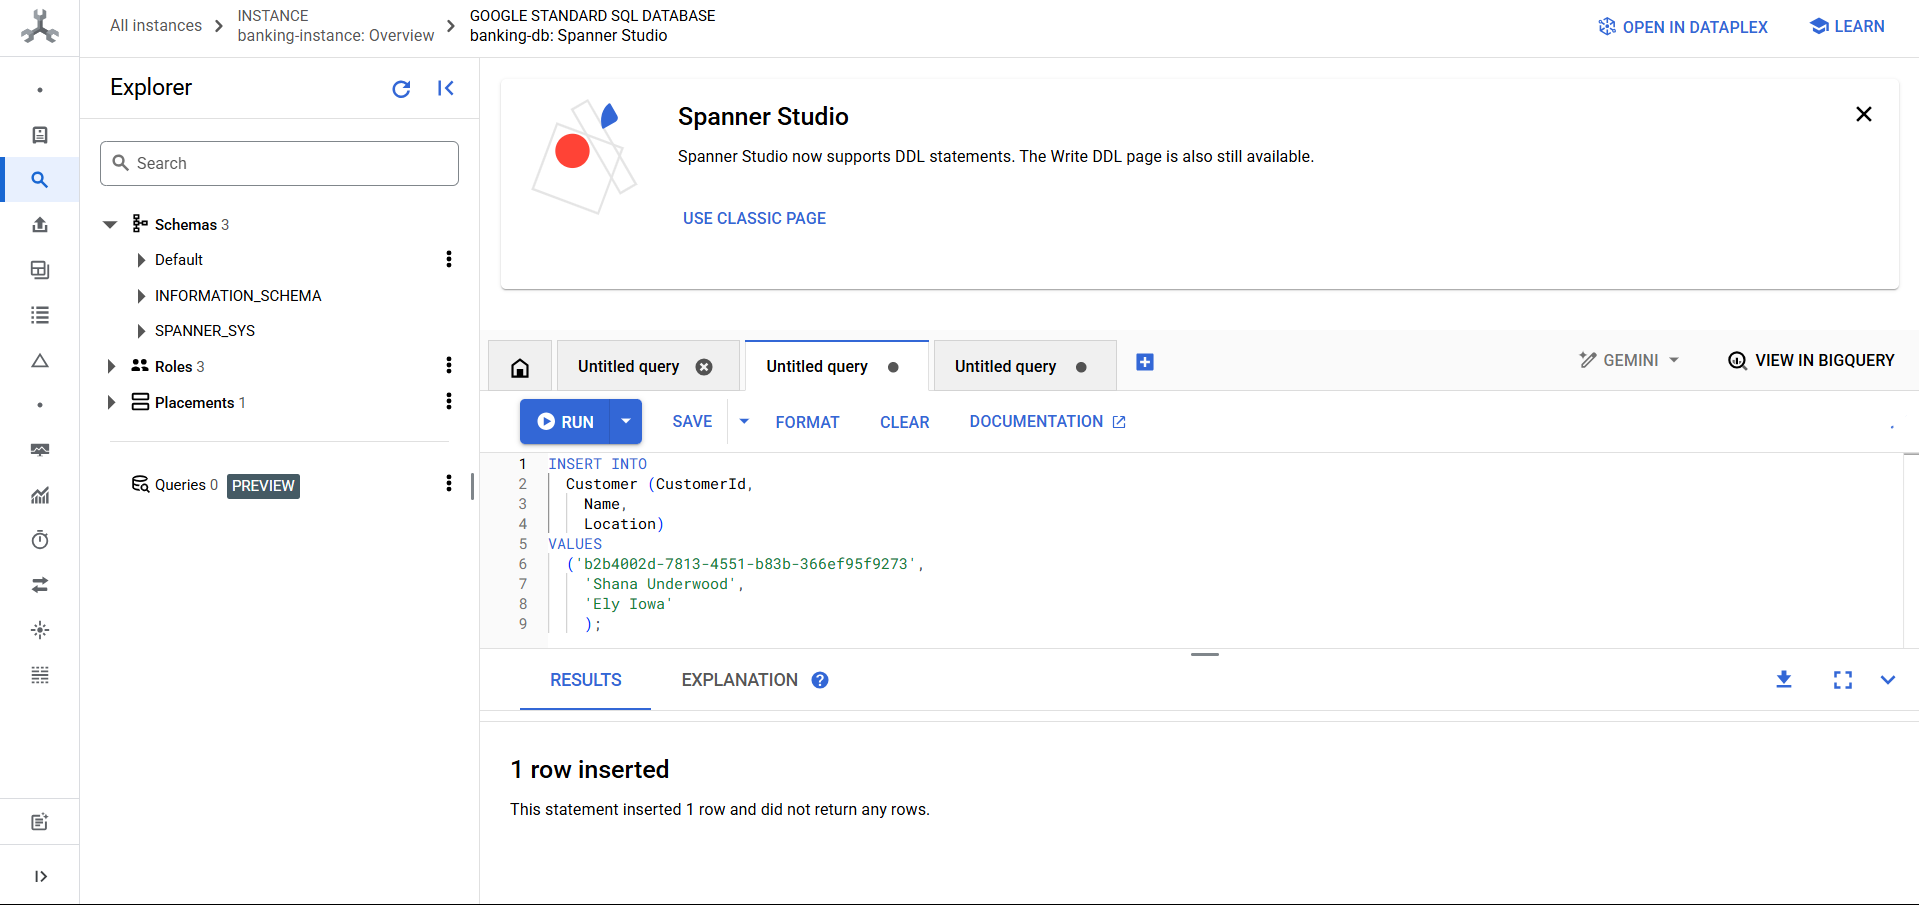 All instances
INSTANCE
banking-instance: Overview
GOOGLE STANDARD SQL DATABASE
banking-db: Spanner Studio
OPEN IN DATAPLEX
LEARN
Explorer
Search
Schemas 3
Default
INFORMATION_SCHEMA
SPANNER_SYS
Roles 3
Placements 1
Queries 0 PREVIEW
Spanner Studio
Spanner Studio now supports DDL statements. The Write DDL page is also still available.
USE CLASSIC PAGE
Untitled query
Untitled query
Untitled query
GEMINI
VIEW IN BIGQUERY
RUN
SAVE
FORMAT
CLEAR
DOCUMENTATION
1 INSERT INTO
2 Customer (CustomerId,
3 Name,
4 Location)
5 VALUES
6 ('b2b4002d-7813-4551-b83b-366ef95f9273',
7 'Shana Underwood',
8 'Ely Iowa'
9 );
RESULTS
EXPLANATION ?
1 row inserted
This statement inserted 1 row and did not return any rows.